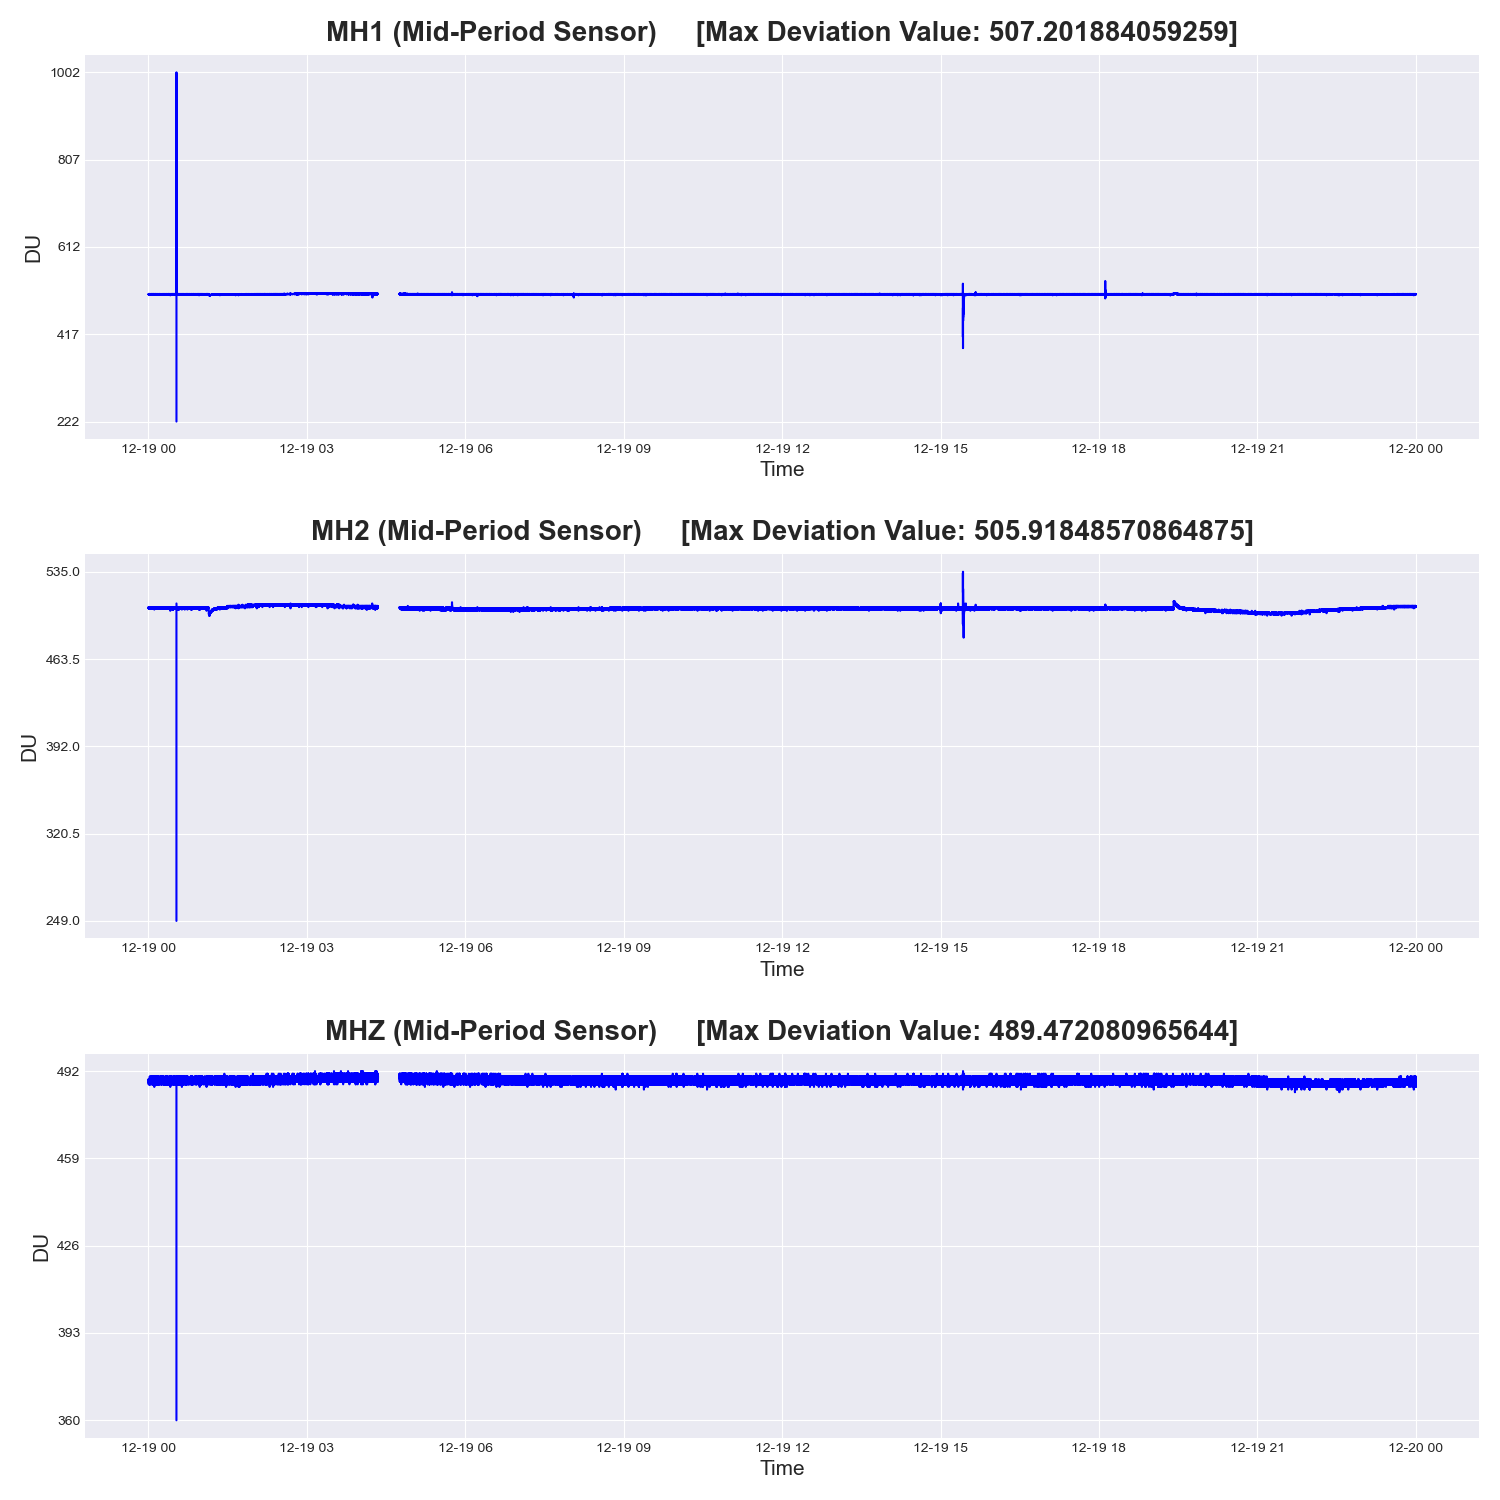 MH1 (Mid-Period Sensor) [Max Deviation Value: 507.201884059259]
1002
807
612
417
222
DU
12-19 00 12-19 03 12-19 06 12-19 09 12-19 12 12-19 15 12-19 18 12-19 21 12-20 00
Time
MH2 (Mid-Period Sensor) [Max Deviation Value: 505.91848570864875]
535.0
463.5
392.0
320.5
249.0
DU
12-19 00 12-19 03 12-19 06 12-19 09 12-19 12 12-19 15 12-19 18 12-19 21 12-20 00
Time
MHZ (Mid-Period Sensor) [Max Deviation Value: 489.472080965644]
492
459
426
393
360
DU
12-19 00 12-19 03 12-19 06 12-19 09 12-19 12 12-19 15 12-19 18 12-19 21 12-20 00
Time